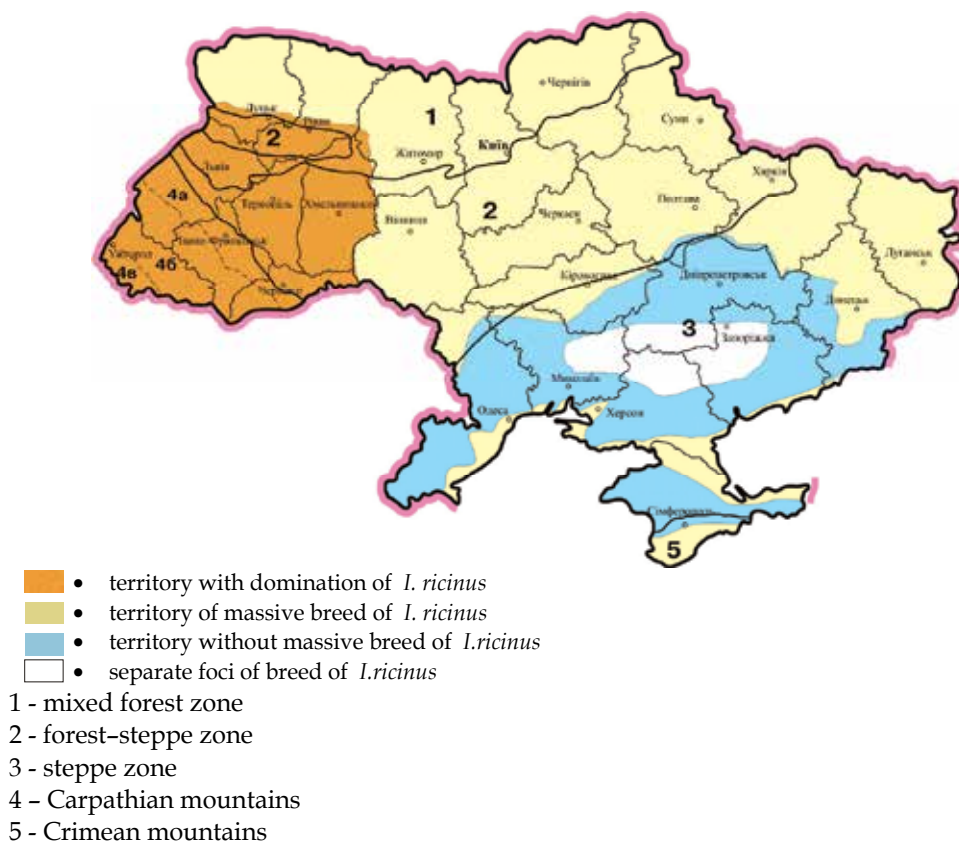 Чернігів
Луцьк
Рівне
1
Суми
2
Київ
Житомир
Львів
Харків
4а
Тернопіль
Хмельницький
2
Полтава
Вінниця
Черкаси
Ужгород
4в
4б
Луганськ
Чернівці
Дніпропетровськ
Донецьк
3
Запоріжжя
Миколаїв
Одеса
Херсон
Сімферополь
5
• territory with domination of I. ricinus
• territory of massive breed of I. ricinus
• territory without massive breed of I.ricinus
• separate foci of breed of I.ricinus
1 - mixed forest zone
2 - forest–steppe zone
3 - steppe zone
4 – Carpathian mountains
5 - Crimean mountains